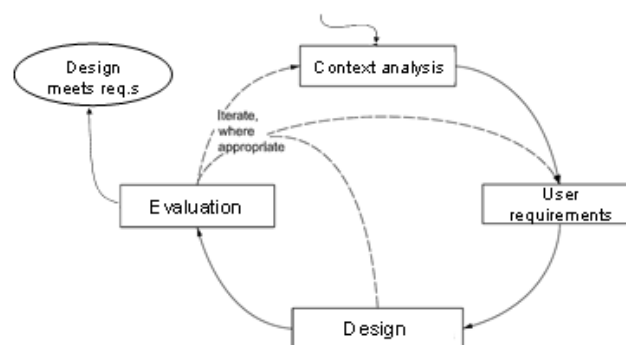 Design
meets req.s
Context analysis
Iterate,
where
appropriate
Evaluation
User
requirements
Design